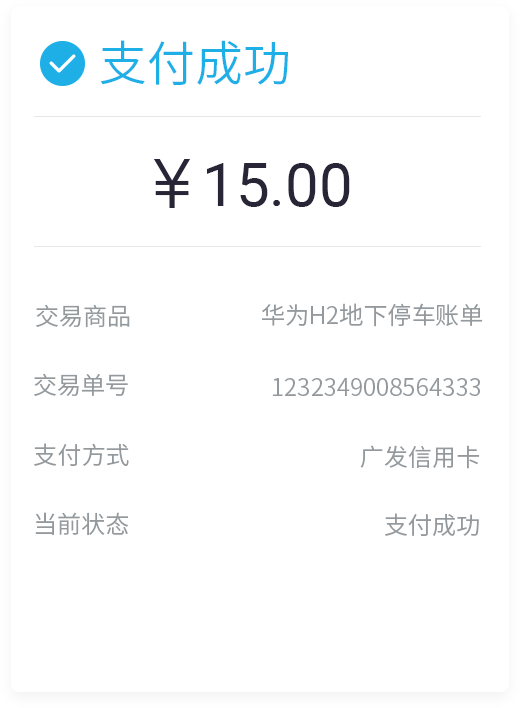 支付成功
￥15.00
交易商品 华为H2地下停车账单
交易单号 1232349008564333
支付方式 广发信用卡
当前状态 支付成功